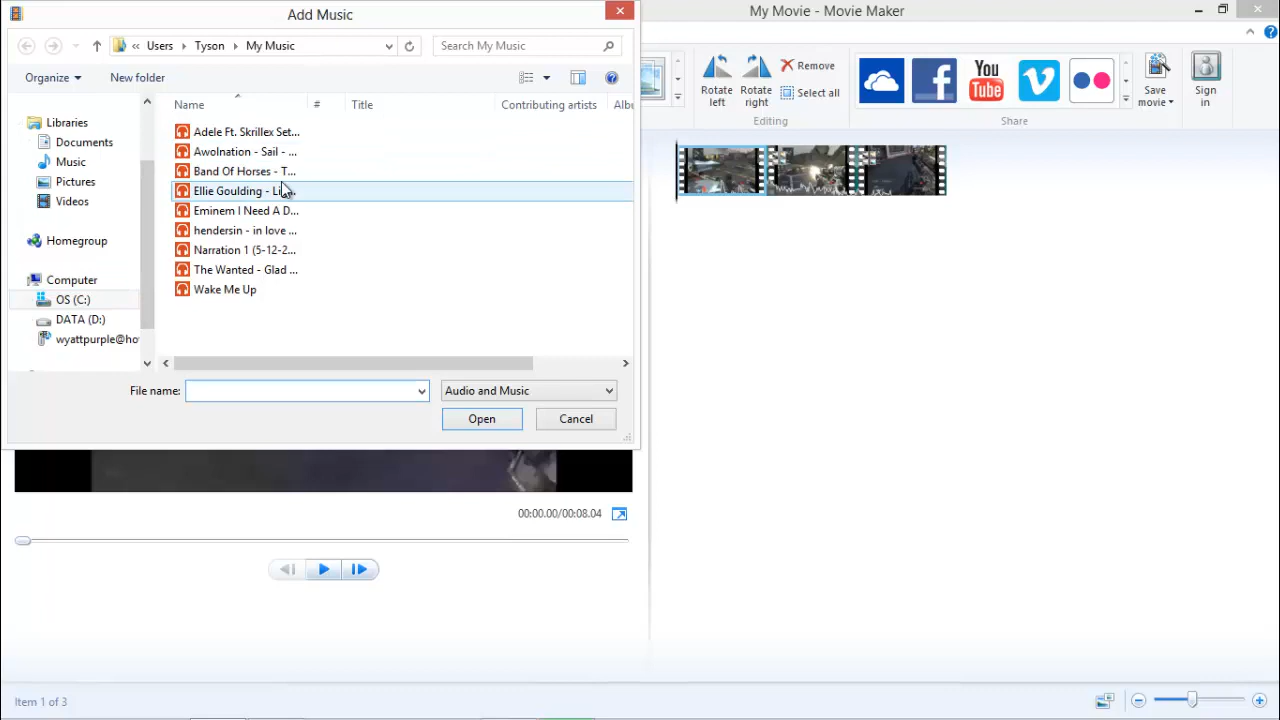 Add Music
My Movie - Movie Maker
« Users Tyson My Music
Search My Music
Organize
New folder
Name
#
Title
Contributing artists
Albu
Libraries
Documents
Music
Pictures
Videos
Homegroup
Computer
OS (C:)
DATA (D:)
wyattpurple@ho
Adele Ft. Skrillex Set...
Awolnation - Sail - ...
Band Of Horses - T...
Ellie Goulding - Li...
Eminem I Need A D...
hendersin - in love ...
Narration 1 (5-12-2...
The Wanted - Glad ...
Wake Me Up
File name:
Audio and Music
Open
Cancel
Rotate left
Rotate right
Remove
Select all
Editing
You Tube
Save movie
Sign in
Share
00:00.00/00:08.04
Item 1 of 3